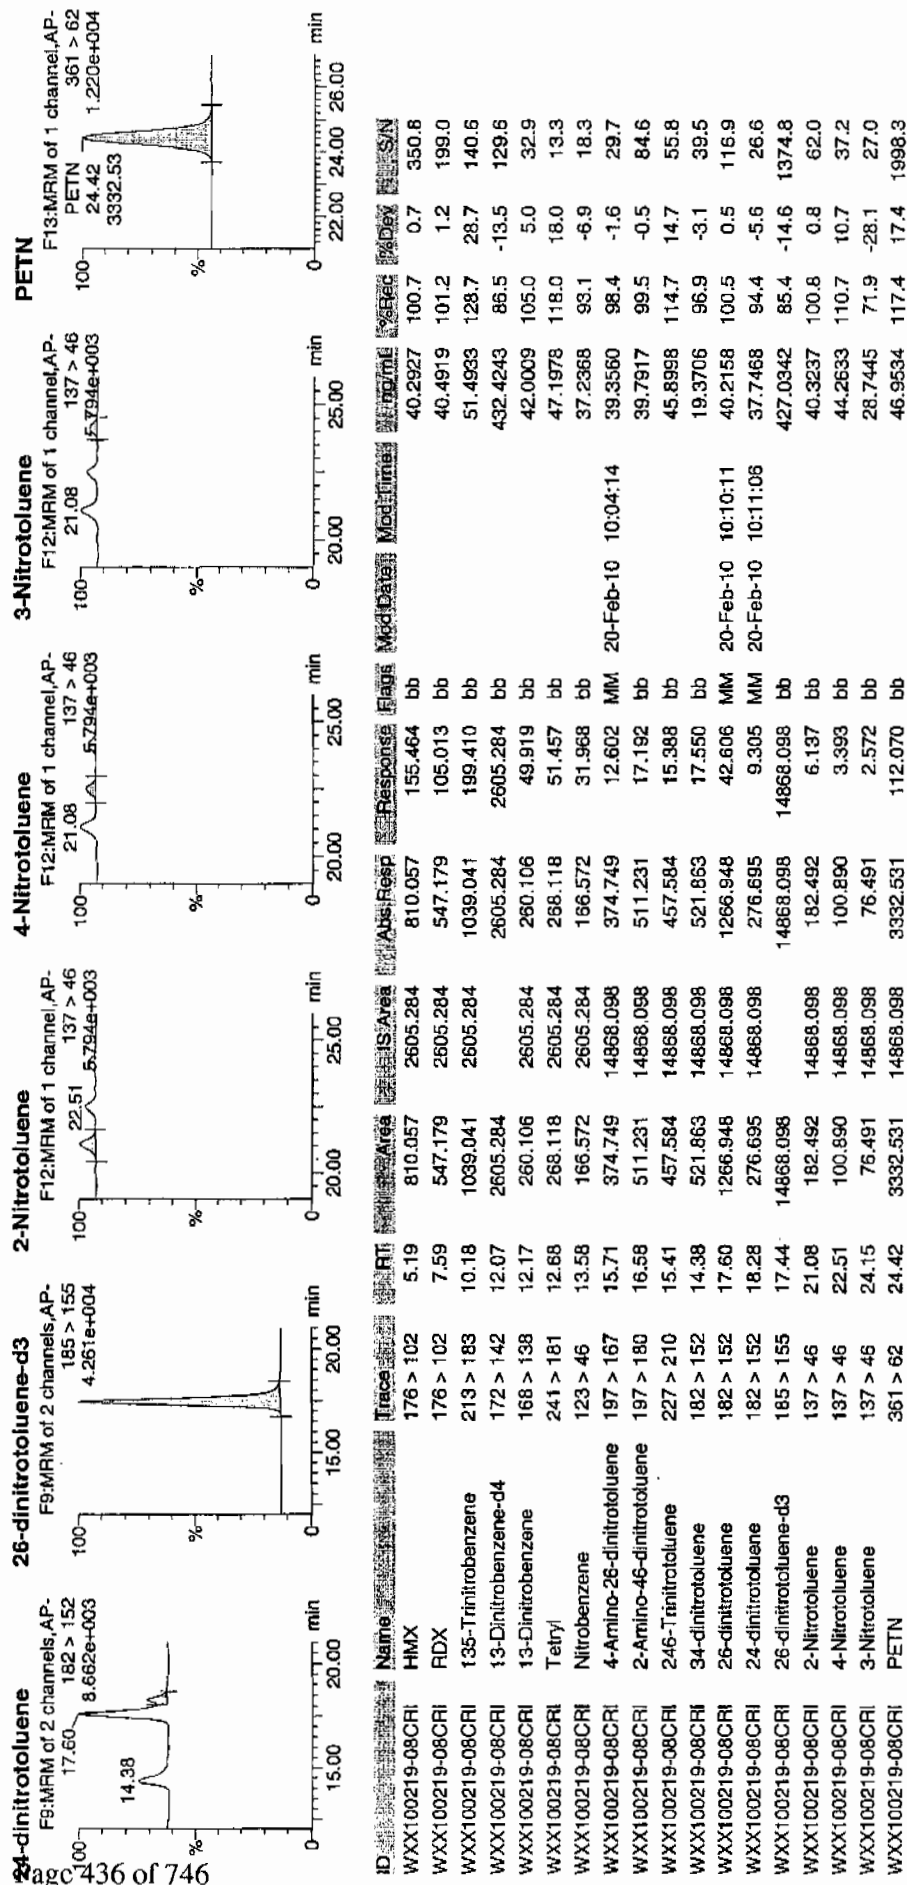 24-dinitrotoluene
F9:MRM of 2 channels,AP-
182 > 152
8.662e+003
17.60
14.38
%
15.00 20.00 min
26-dinitrotoluene-d3
F9:MRM of 2 channels,AP-
185 > 155
4.261e+004
100
%
0
15.00 20.00 min
2-Nitrotoluene
F12:MRM of 1 channel,AP-
137 > 46
5.794e+003
22.51
100
%
0
20.00 25.00 min
4-Nitrotoluene
F12:MRM of 1 channel,AP-
137 > 46
5.794e+003
21.08
100
%
0
20.00 25.00 min
3-Nitrotoluene
F12:MRM of 1 channel,AP-
137 > 46
5.794e+003
21.08
100
%
0
20.00 25.00 min
PETN
F13:MRM of 1 channel,AP-
PETN 361 > 62
24.42 1.220e+004
3332.53
100
%
0
22.00 24.00 26.00 min
ID Name Trace RT Area IS Area Abs.Resp Response Flags Mod.Date Mod.Time ng/mL %Rec %Dev S/N
WXX100219-08CRI HMX 176 > 102 5.19 810.057 2605.284 810.057 155.464 bb 40.2927 100.7 0.7 350.8
WXX100219-08CRI RDX 176 > 102 7.59 547.179 2605.284 547.179 105.013 bb 40.4919 101.2 1.2 199.0
WXX100219-08CRI 135-Trinitrobenzene 213 > 183 10.18 1039.041 2605.284 1039.041 199.410 bb 51.4933 128.7 28.7 140.6
WXX100219-08CRI 13-Dinitrobenzene-d4 172 > 142 12.07 2605.284 2605.284 2605.284 bb 432.4243 86.5 -13.5 129.6
WXX100219-08CRI 13-Dinitrobenzene 168 > 138 12.17 260.106 2605.284 260.106 49.919 bb 42.0009 105.0 5.0 32.9
WXX100219-08CRI Tetryl 241 > 181 12.68 268.118 2605.284 268.118 51.457 bb 47.1978 118.0 18.0 13.3
WXX100219-08CRI Nitrobenzene 123 > 46 13.58 166.572 2605.284 166.572 31.968 bb 37.2368 93.1 -6.9 18.3
WXX100219-08CRI 4-Amino-26-dinitrotoluene 197 > 167 15.71 374.749 14868.098 374.749 12.602 MM 20-Feb-10 10:04:14 39.3560 98.4 -1.6 29.7
WXX100219-08CRI 2-Amino-46-dinitrotoluene 197 > 180 16.58 511.231 14868.098 511.231 17.192 bb 39.7917 99.5 -0.5 84.6
WXX100219-08CRI 246-Trinitrotoluene 227 > 210 15.41 457.584 14868.098 457.584 15.388 bb 45.8998 114.7 14.7 55.8
WXX100219-08CRI 34-dinitrotoluene 182 > 152 14.38 521.863 14868.098 521.863 17.550 bb 19.3706 96.9 -3.1 39.5
WXX100219-08CRI 26-dinitrotoluene 182 > 152 17.60 1266.948 14868.098 1266.948 42.606 MM 20-Feb-10 10:10:11 40.2158 100.5 0.5 116.9
WXX100219-08CRI 24-dinitrotoluene 182 > 152 18.28 276.695 14868.098 276.695 9.305 MM 20-Feb-10 10:11:06 37.7468 94.4 -5.6 26.6
WXX100219-08CRI 26-dinitrotoluene-d3 185 > 155 17.44 14868.098 14868.098 14868.098 bb 427.0342 85.4 -14.6 1374.8
WXX100219-08CRI 2-Nitrotoluene 137 > 46 21.08 182.492 14868.098 182.492 6.137 bb 40.3237 100.8 0.8 62.0
WXX100219-08CRI 4-Nitrotoluene 137 > 46 22.51 100.890 14868.098 100.890 3.393 bb 44.2633 110.7 10.7 37.2
WXX100219-08CRI 3-Nitrotoluene 137 > 46 24.15 76.491 14868.098 76.491 2.572 bb 28.7445 71.9 -28.1 27.0
WXX100219-08CRI PETN 361 > 62 24.42 3332.531 14868.098 3332.531 112.070 bb 46.9534 117.4 17.4 1998.3
Page 436 of 746